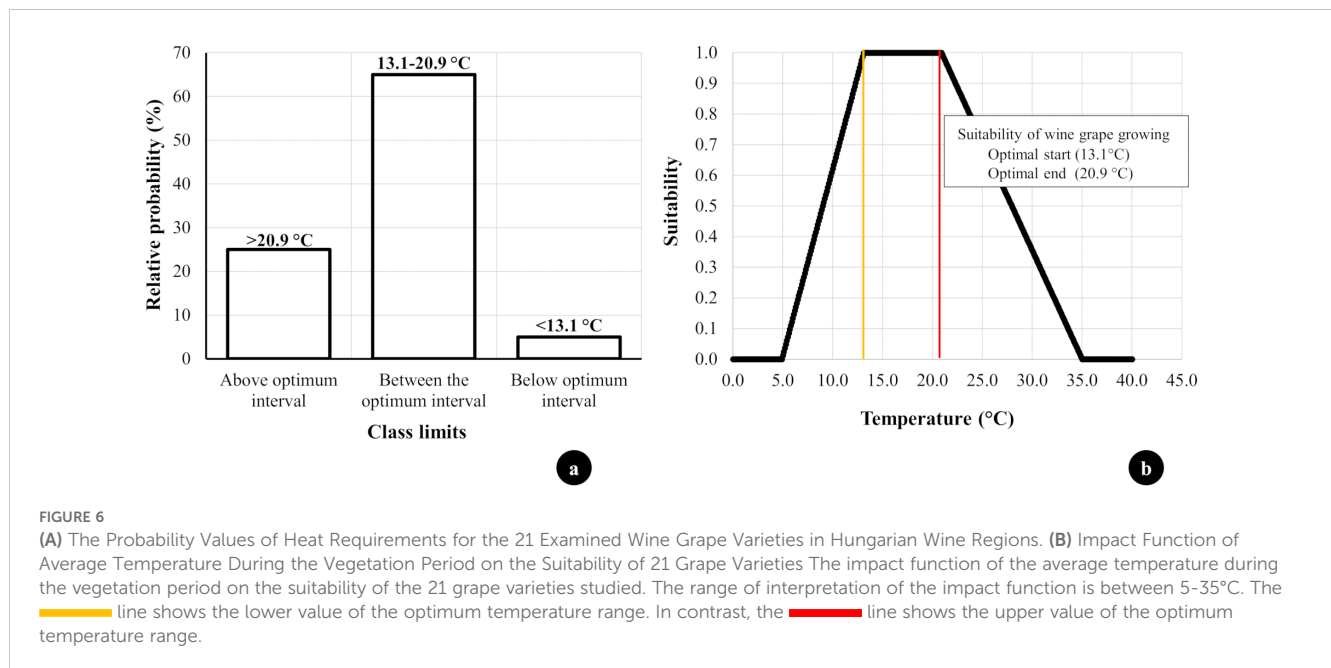 70
60
50
40
30
20
10
0
Relative probability (%)
>20.9 °C
13.1-20.9 °C
<13.1 °C
Above optimum
interval
Between the
optimum interval
Below optimum
interval
Class limits
a
1.0
0.9
0.8
0.7
0.6
0.5
0.4
0.3
0.2
0.1
0.0
Suitability
Suitability of wine grape growing
Optimal start (13.1°C)
Optimal end (20.9 °C)
0.0 5.0 10.0 15.0 20.0 25.0 30.0 35.0 40.0 45.0
Temperature (°C)
b
FIGURE 6
(A) The Probability Values of Heat Requirements for the 21 Examined Wine Grape Varieties in Hungarian Wine Regions. (B) Impact Function of
Average Temperature During the Vegetation Period on the Suitability of 21 Grape Varieties The impact function of the average temperature during
the vegetation period on the suitability of the 21 grape varieties studied. The range of interpretation of the impact function is between 5-35°C. The
line shows the lower value of the optimum temperature range. In contrast, the line shows the upper value of the optimum
temperature range.